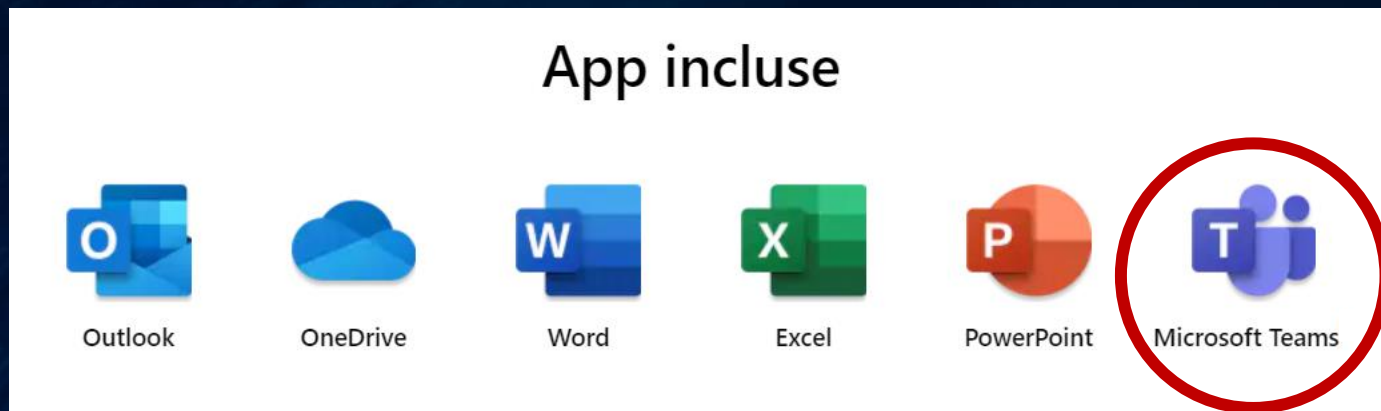 App incluse
O
W
X
P
T
Outlook
OneDrive
Word
Excel
PowerPoint
Microsoft Teams